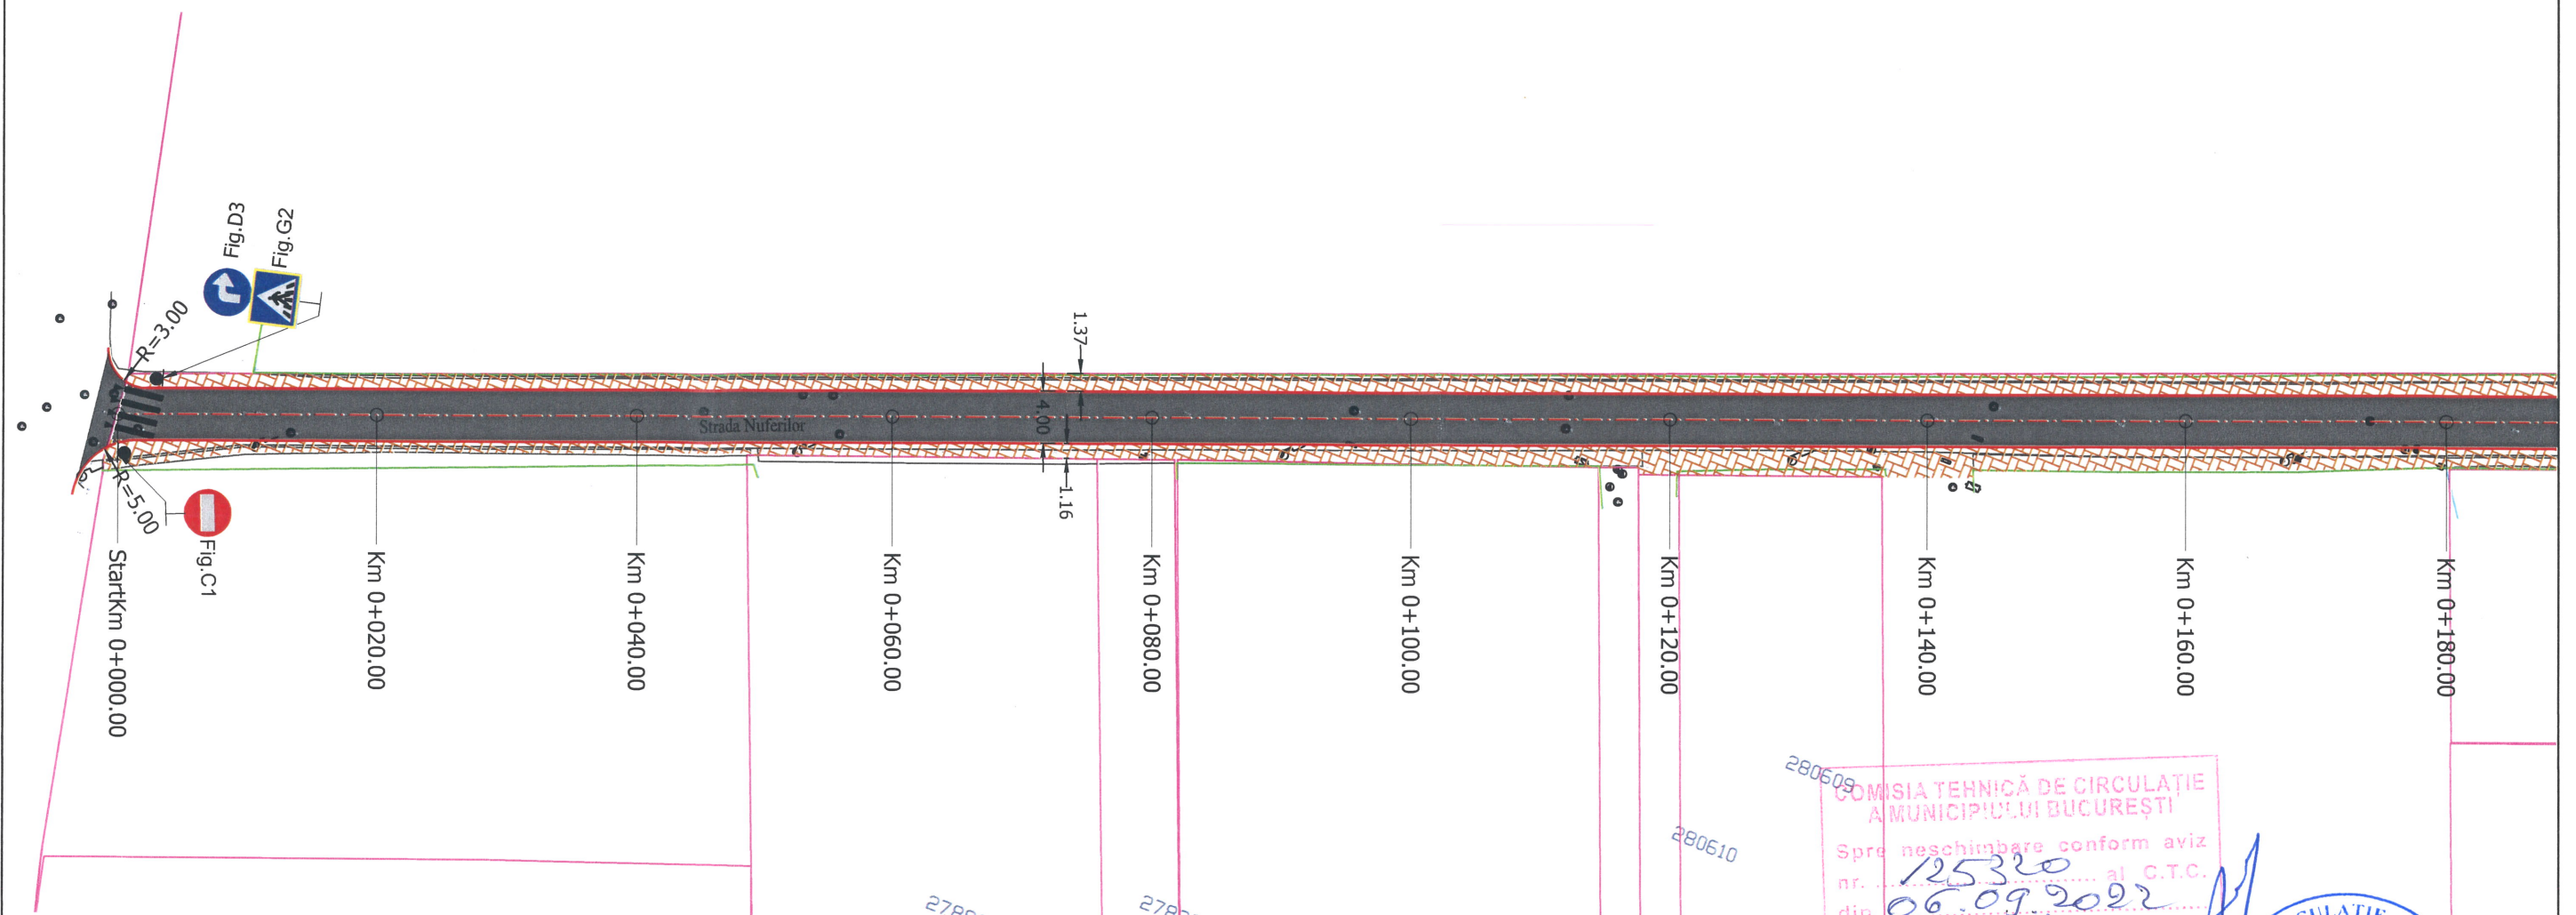 Fig.D3
Fig.G2
R=3.00
R=5.00
Fig.C1
1.37
4.00
1.16
Strada Nuferilor
StartKm 0+000.00
Km 0+020.00
Km 0+040.00
Km 0+060.00
Km 0+080.00
Km 0+100.00
Km 0+120.00
Km 0+140.00
Km 0+160.00
Km 0+180.00
280609
280610
COMISIA TEHNICĂ DE CIRCULAȚIE
A MUNICIPIULUI BUCUREȘTI
Spre neschimbare conform aviz
nr. 125320 al C.T.C.
din 06.09.2022